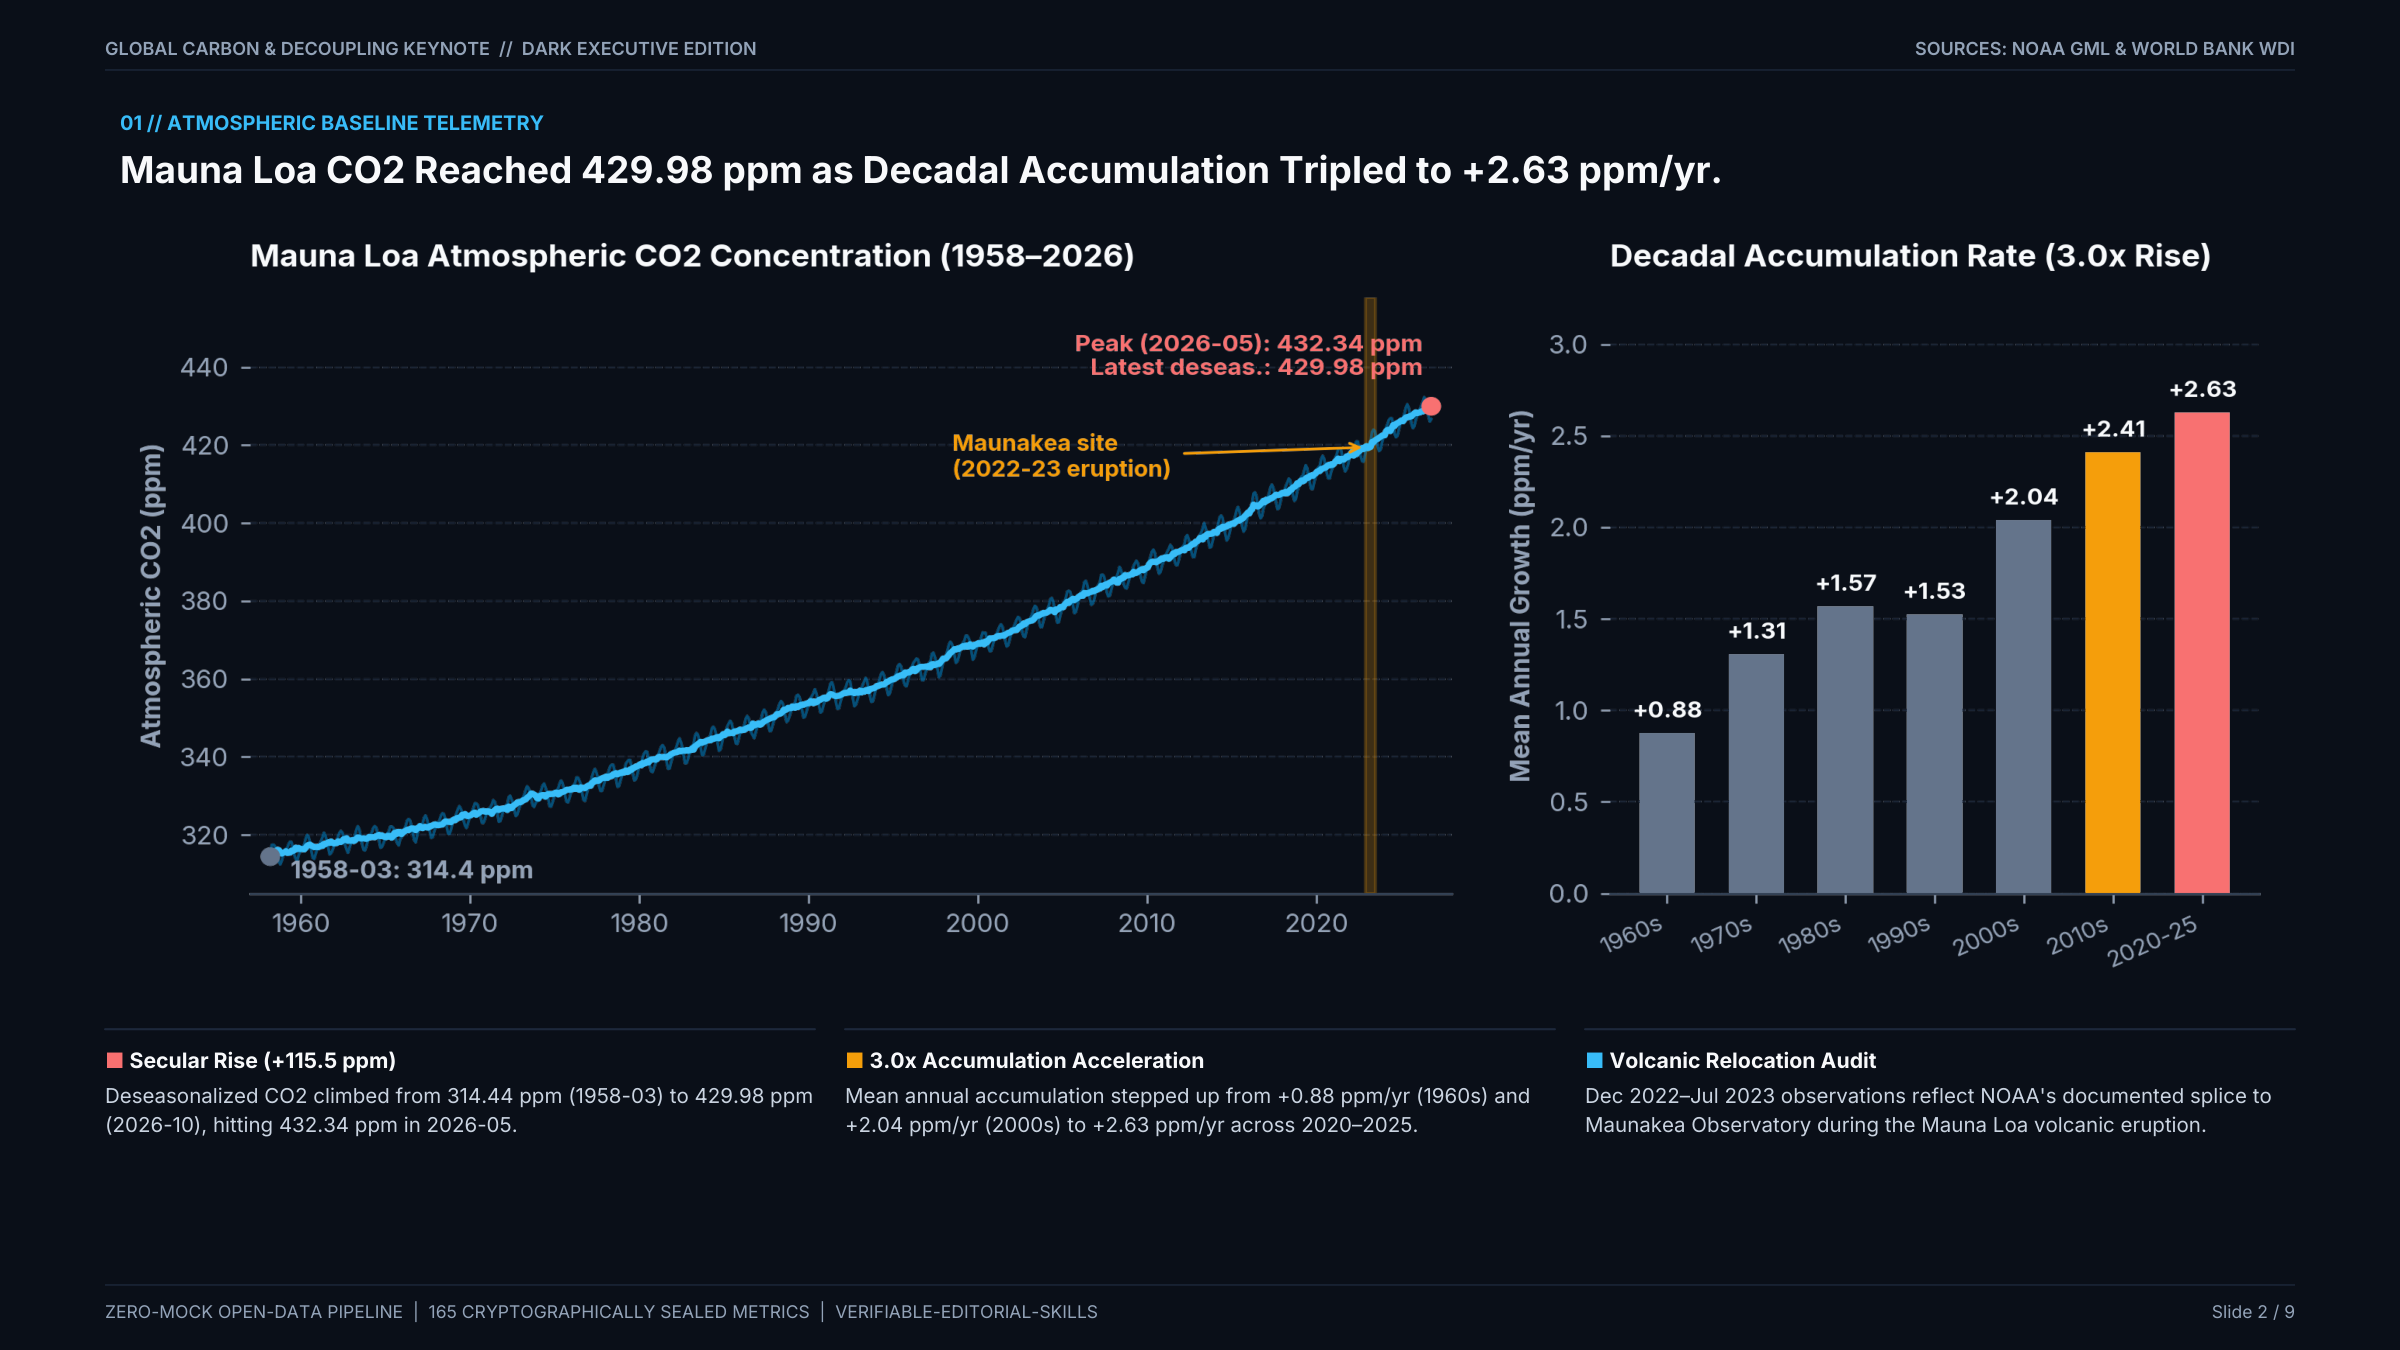 GLOBAL CARBON & DECOUPLING KEYNOTE // DARK EXECUTIVE EDITION
SOURCES: NOAA GML & WORLD BANK WDI
01 // ATMOSPHERIC BASELINE TELEMETRY
Mauna Loa CO2 Reached 429.98 ppm as Decadal Accumulation Tripled to +2.63 ppm/yr.
Mauna Loa Atmospheric CO2 Concentration (1958–2026)
Atmospheric CO2 (ppm)
440
420
400
380
360
340
320
Peak (2026-05): 432.34 ppm
Latest deseas.: 429.98 ppm
Maunakea site
(2022-23 eruption)
1958-03: 314.4 ppm
1960
1970
1980
1990
2000
2010
2020
Decadal Accumulation Rate (3.0x Rise)
Mean Annual Growth (ppm/yr)
3.0
2.5
2.0
1.5
1.0
0.5
0.0
+0.88
+1.31
+1.57
+1.53
+2.04
+2.41
+2.63
1960s
1970s
1980s
1990s
2000s
2010s
2020-25
Secular Rise (+115.5 ppm)
Deseasonalized CO2 climbed from 314.44 ppm (1958-03) to 429.98 ppm
(2026-10), hitting 432.34 ppm in 2026-05.
3.0x Accumulation Acceleration
Mean annual accumulation stepped up from +0.88 ppm/yr (1960s) and
+2.04 ppm/yr (2000s) to +2.63 ppm/yr across 2020–2025.
Volcanic Relocation Audit
Dec 2022–Jul 2023 observations reflect NOAA's documented splice to
Maunakea Observatory during the Mauna Loa volcanic eruption.
ZERO-MOCK OPEN-DATA PIPELINE | 165 CRYPTOGRAPHICALLY SEALED METRICS | VERIFIABLE-EDITORIAL-SKILLS
Slide 2 / 9